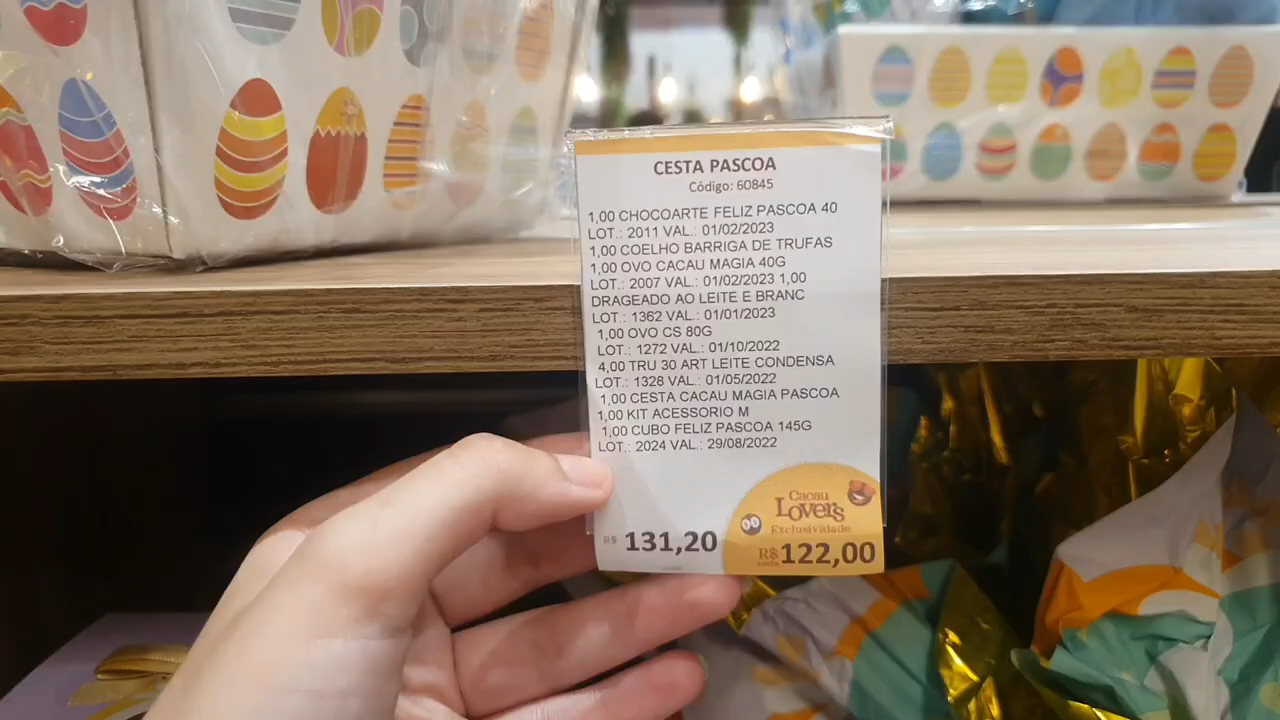 CESTA PASCOA
Código: 60845
1,00 CHOCOARTE FELIZ PASCOA 40
LOT.: 2011 VAL.: 01/02/2023
1,00 COELHO BARRIGA DE TRUFAS
1,00 OVO CACAU MAGIA 40G
LOT.: 2007 VAL.: 01/02/2023 1,00
DRAGEADO AO LEITE E BRANC
LOT.: 1362 VAL.: 01/01/2023
1,00 OVO CS 80G
LOT.: 1272 VAL.: 01/10/2022
4,00 TRU 30 ART LEITE CONDENSA
LOT.: 1328 VAL.: 01/05/2022
1,00 CESTA CACAU MAGIA PASCOA
1,00 KIT ACESSORIO M
1,00 CUBO FELIZ PASCOA 145G
LOT.: 2024 VAL.: 29/08/2022
Cacau
Lovers
Exclusividade
R$ 131,20
R$ 122,00